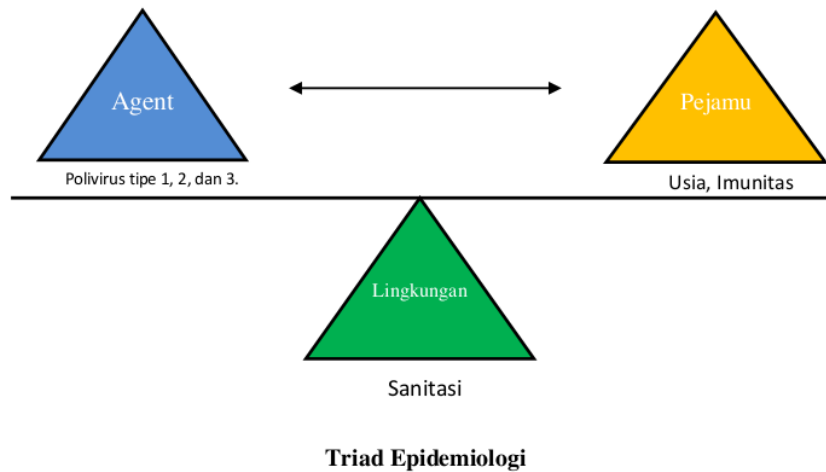 Agent
Pejamu
Polivirus tipe 1, 2, dan 3.
Usia, Imunitas
Lingkungan
Sanitasi
Triad Epidemiologi